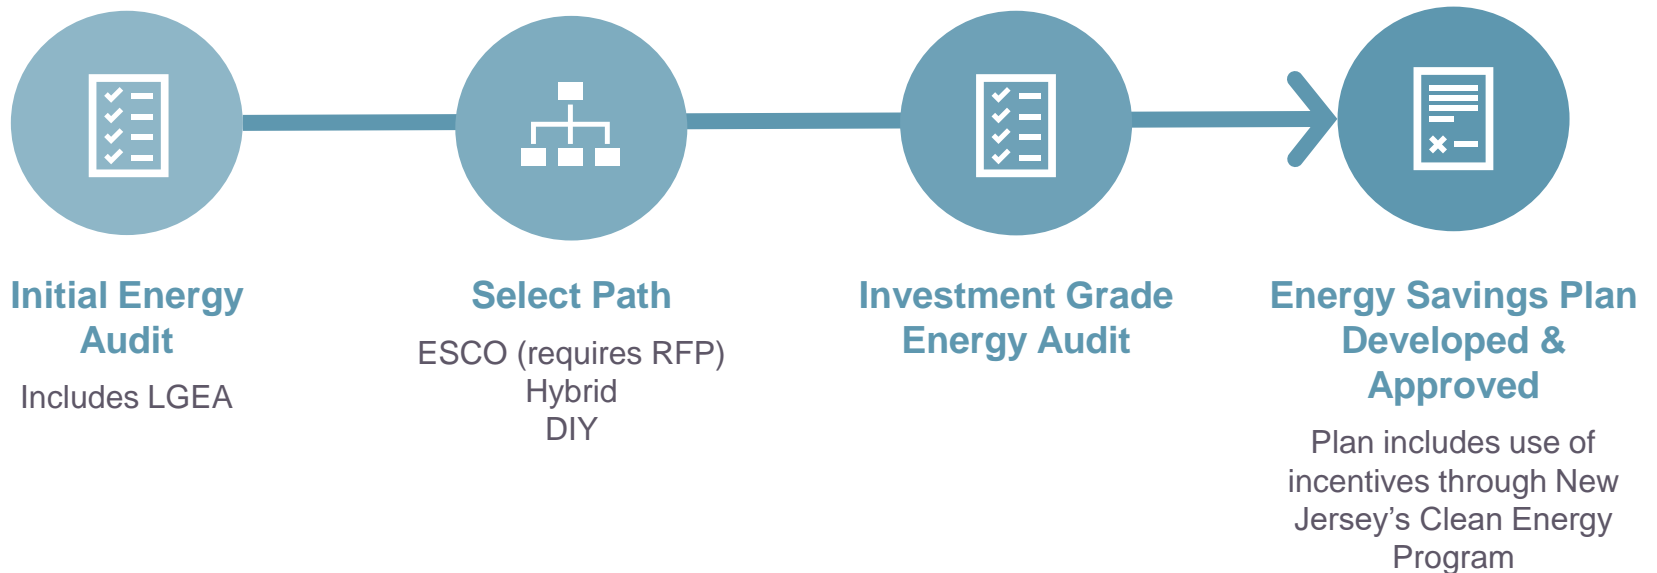 Initial Energy
Audit
Includes LGEA
Select Path
ESCO (requires RFP)
Hybrid
DIY
Investment Grade
Energy Audit
Energy Savings Plan
Developed &
Approved
Plan includes use of
incentives through New
Jersey’s Clean Energy
Program